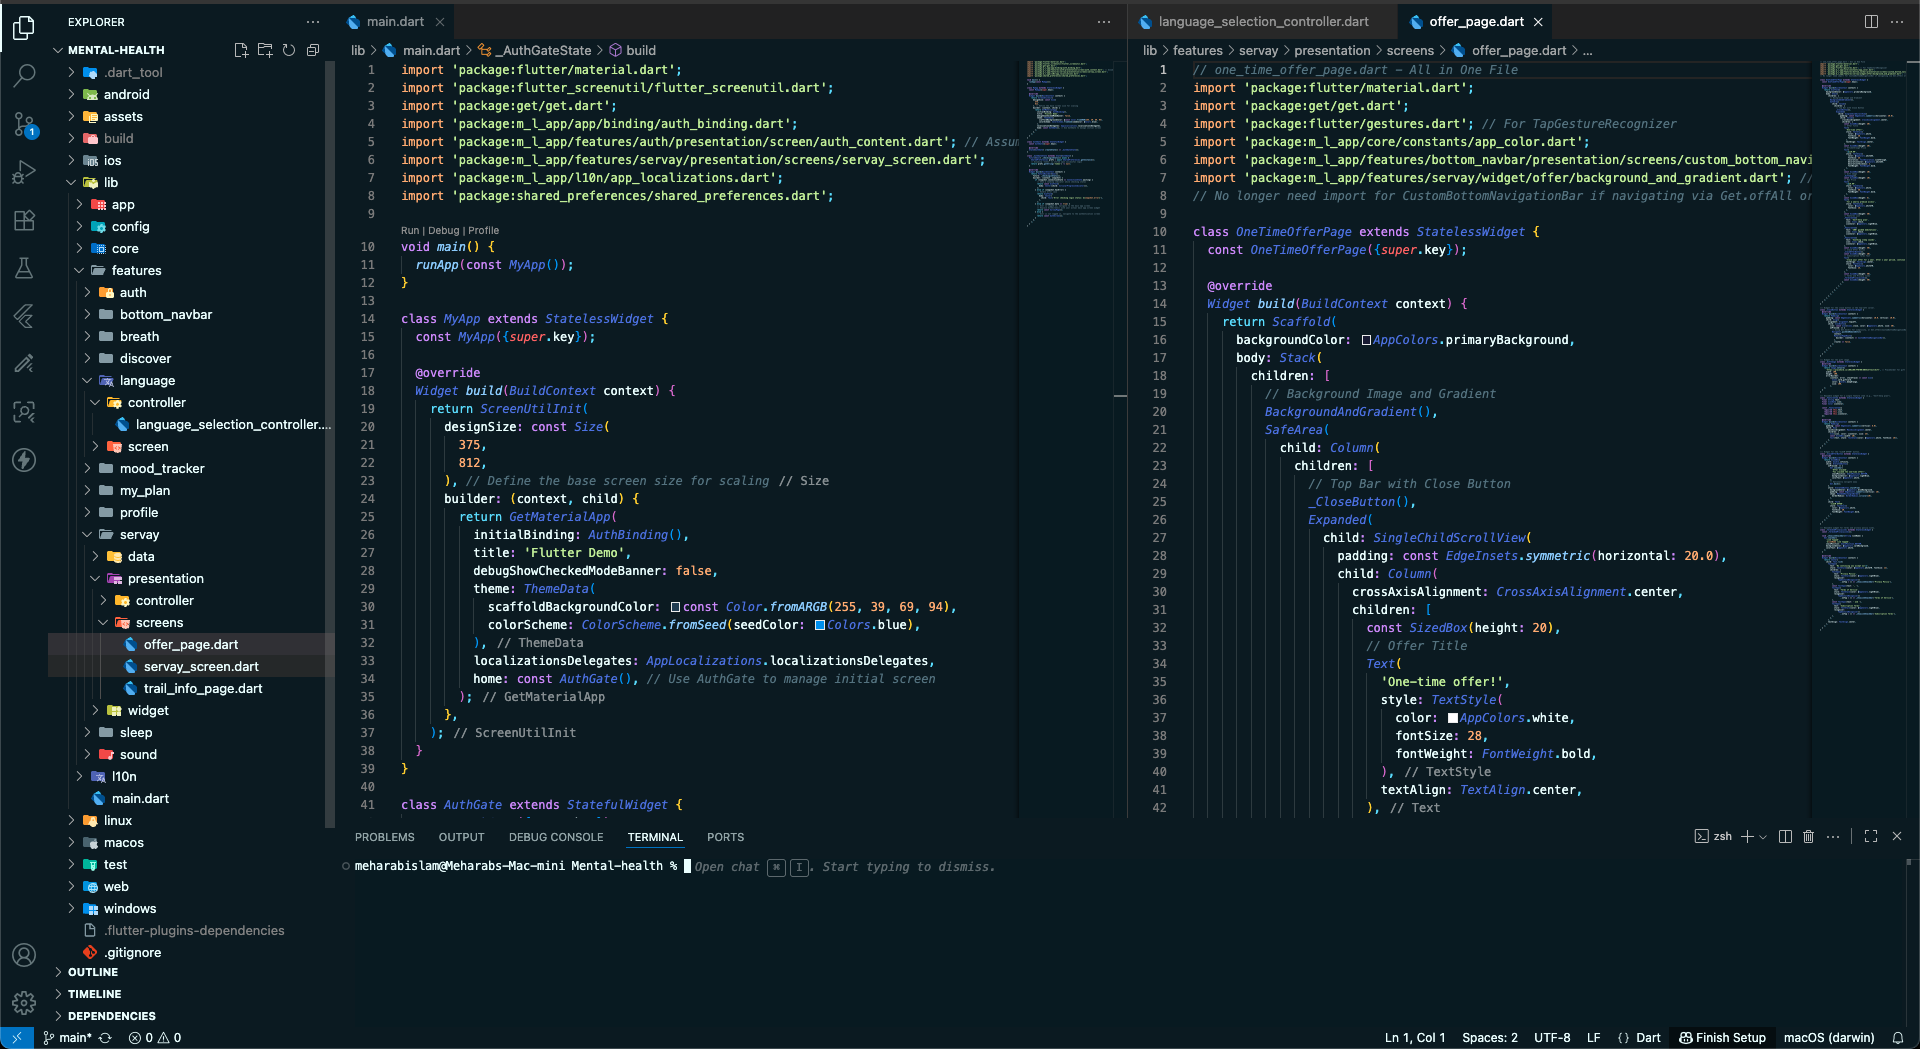 EXPLORER
MENTAL-HEALTH
.dart_tool
android
assets
build
ios
lib
app
config
core
features
auth
bottom_navbar
breath
discover
language
controller
language_selection_controller....
screen
mood_tracker
my_plan
profile
servay
data
presentation
controller
screens
offer_page.dart
servay_screen.dart
trail_info_page.dart
widget
sleep
sound
l10n
main.dart
linux
macos
test
web
windows
.flutter-plugins-dependencies
.gitignore
OUTLINE
TIMELINE
DEPENDENCIES
main.dart
lib > main.dart > _AuthGateState > build
1 import 'package:flutter/material.dart';
2 import 'package:flutter_screenutil/flutter_screenutil.dart';
3 import 'package:get/get.dart';
4 import 'package:m_l_app/app/binding/auth_binding.dart';
5 import 'package:m_l_app/features/auth/presentation/screen/auth_content.dart'; // Assum
6 import 'package:m_l_app/features/servay/presentation/screens/servay_screen.dart';
7 import 'package:m_l_app/l10n/app_localizations.dart';
8 import 'package:shared_preferences/shared_preferences.dart';
9
Run | Debug | Profile
10 void main() {
11 runApp(const MyApp());
12 }
13
14 class MyApp extends StatelessWidget {
15 const MyApp({super.key});
16
17 @override
18 Widget build(BuildContext context) {
19 return ScreenUtilInit(
20 designSize: const Size(
21 375,
22 812,
23 ), // Define the base screen size for scaling // Size
24 builder: (context, child) {
25 return GetMaterialApp(
26 initialBinding: AuthBinding(),
27 title: 'Flutter Demo',
28 debugShowCheckedModeBanner: false,
29 theme: ThemeData(
30 scaffoldBackgroundColor: const Color.fromARGB(255, 39, 69, 94),
31 colorScheme: ColorScheme.fromSeed(seedColor: Colors.blue),
32 ), // ThemeData
33 localizationsDelegates: AppLocalizations.localizationsDelegates,
34 home: const AuthGate(), // Use AuthGate to manage initial screen
35 ); // GetMaterialApp
36 },
37 ); // ScreenUtilInit
38 }
39 }
40
41 class AuthGate extends StatefulWidget {
language_selection_controller.dart
offer_page.dart
lib > features > servay > presentation > screens > offer_page.dart > ...
1 // one_time_offer_page.dart - All in One File
2 import 'package:flutter/material.dart';
3 import 'package:get/get.dart';
4 import 'package:flutter/gestures.dart'; // For TapGestureRecognizer
5 import 'package:m_l_app/core/constants/app_color.dart';
6 import 'package:m_l_app/features/bottom_navbar/presentation/screens/custom_bottom_navi
7 import 'package:m_l_app/features/servay/widget/offer/background_and_gradient.dart'; //
8 // No longer need import for CustomBottomNavigationBar if navigating via Get.offAll or
9
10 class OneTimeOfferPage extends StatelessWidget {
11 const OneTimeOfferPage({super.key});
12
13 @override
14 Widget build(BuildContext context) {
15 return Scaffold(
16 backgroundColor: AppColors.primaryBackground,
17 body: Stack(
18 children: [
19 // Background Image and Gradient
20 BackgroundAndGradient(),
21 SafeArea(
22 child: Column(
23 children: [
24 // Top Bar with Close Button
25 _CloseButton(),
26 Expanded(
27 child: SingleChildScrollView(
28 padding: const EdgeInsets.symmetric(horizontal: 20.0),
29 child: Column(
30 crossAxisAlignment: CrossAxisAlignment.center,
31 children: [
32 const SizedBox(height: 20),
33 // Offer Title
34 Text(
35 'One-time offer!',
36 style: TextStyle(
37 color: AppColors.white,
38 fontSize: 28,
39 fontWeight: FontWeight.bold,
40 ), // TextStyle
41 textAlign: TextAlign.center,
42 ), // Text
PROBLEMS OUTPUT DEBUG CONSOLE TERMINAL PORTS
zsh
meharabislam@Meharabs-Mac-mini Mental-health % Open chat ⌘ I. Start typing to dismiss.
main* 0 0
Ln 1, Col 1 Spaces: 2 UTF-8 LF {} Dart Finish Setup macOS (darwin)